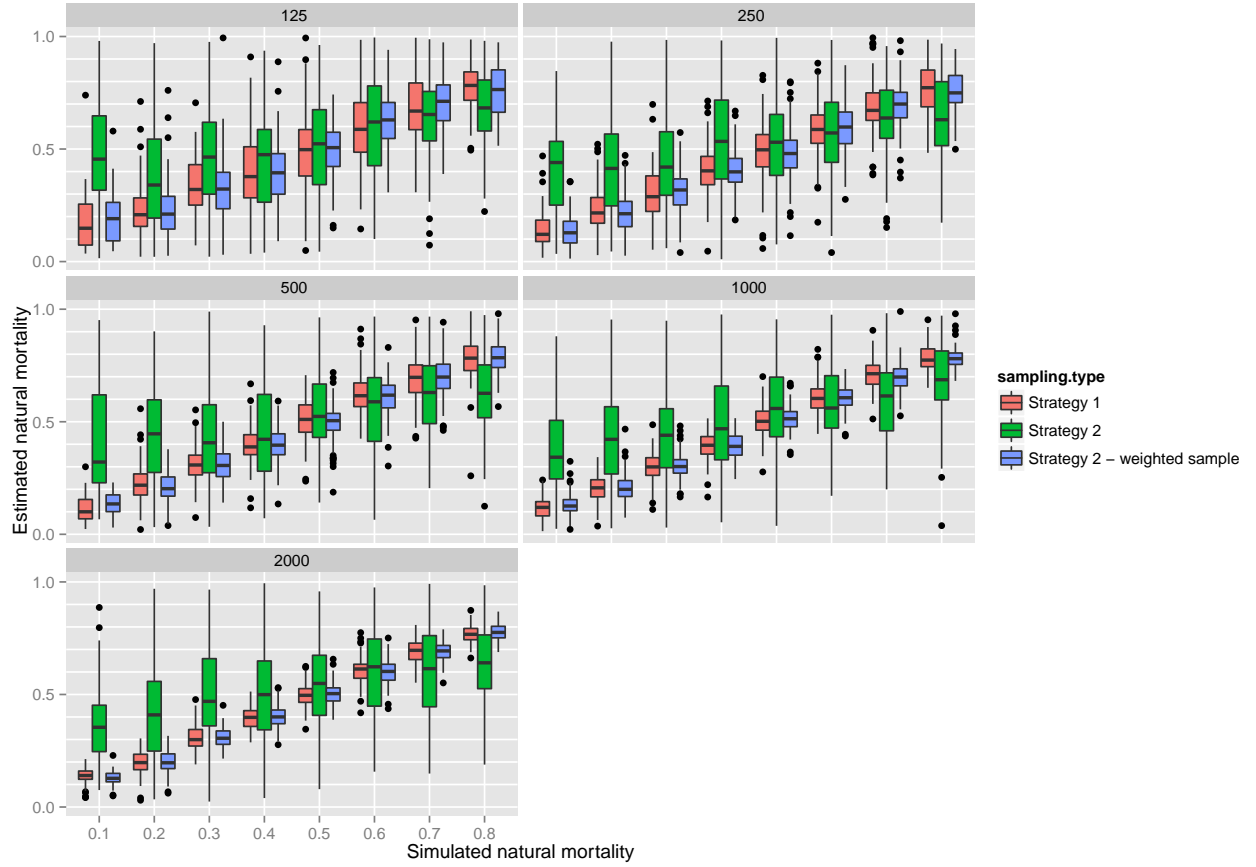 125
250
1.0
0.5
0.0
500
1000
1.0
0.5
0.0
Estimated natural mortality
2000
1.0
0.5
0.0
0.1 0.2 0.3 0.4 0.5 0.6 0.7 0.8
Simulated natural mortality
sampling.type
Strategy 1
Strategy 2
Strategy 2 − weighted sample